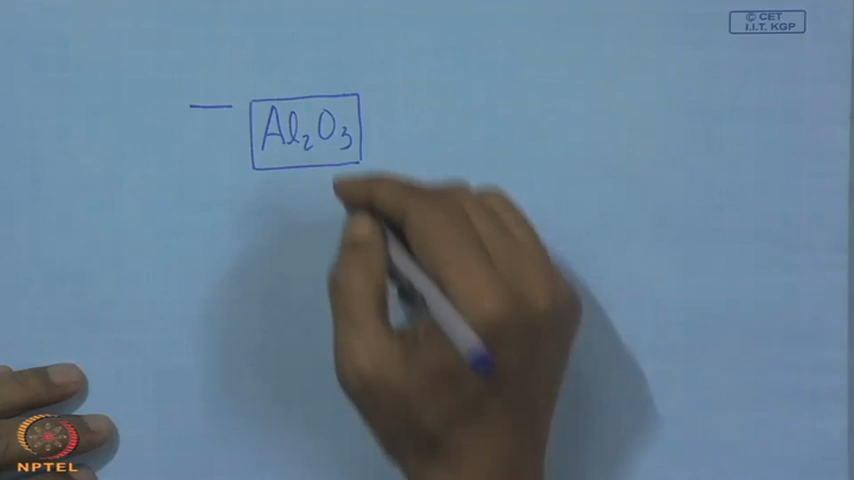 © CET
I.I.T. KGP
— Al₂O₃
NPTEL